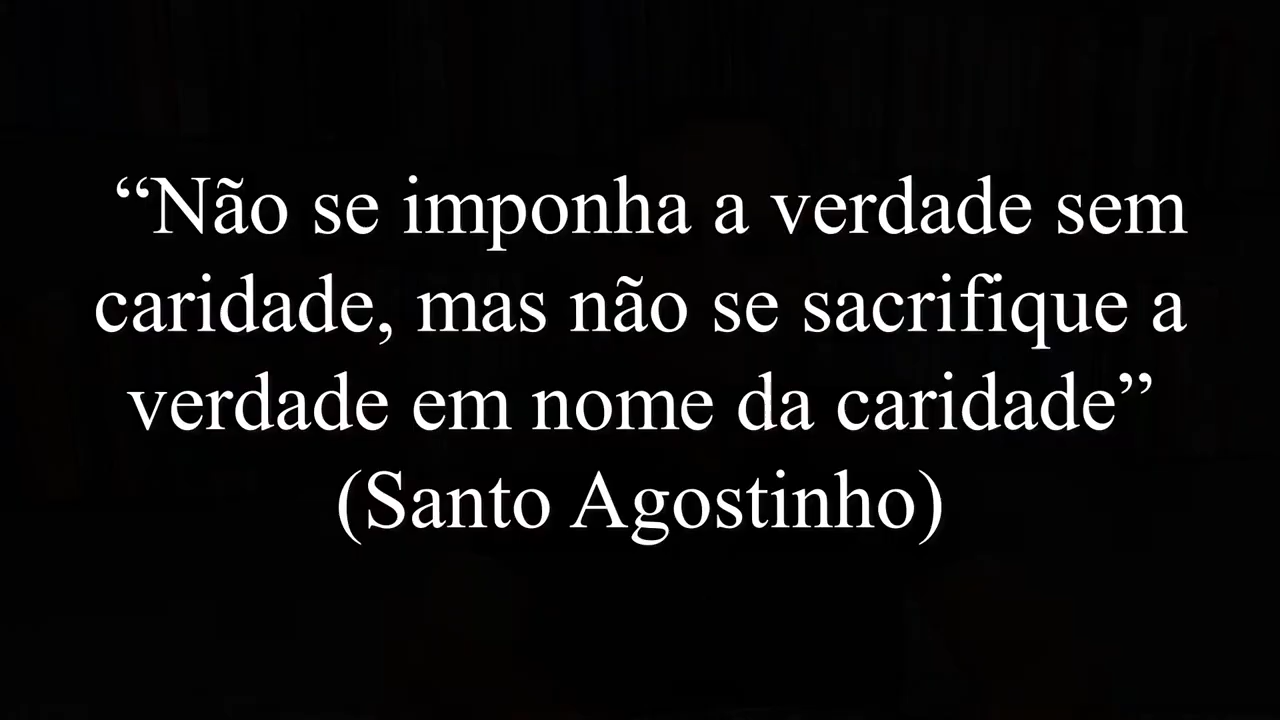 “Não se imponha a verdade sem
caridade, mas não se sacrifique a
verdade em nome da caridade”
(Santo Agostinho)